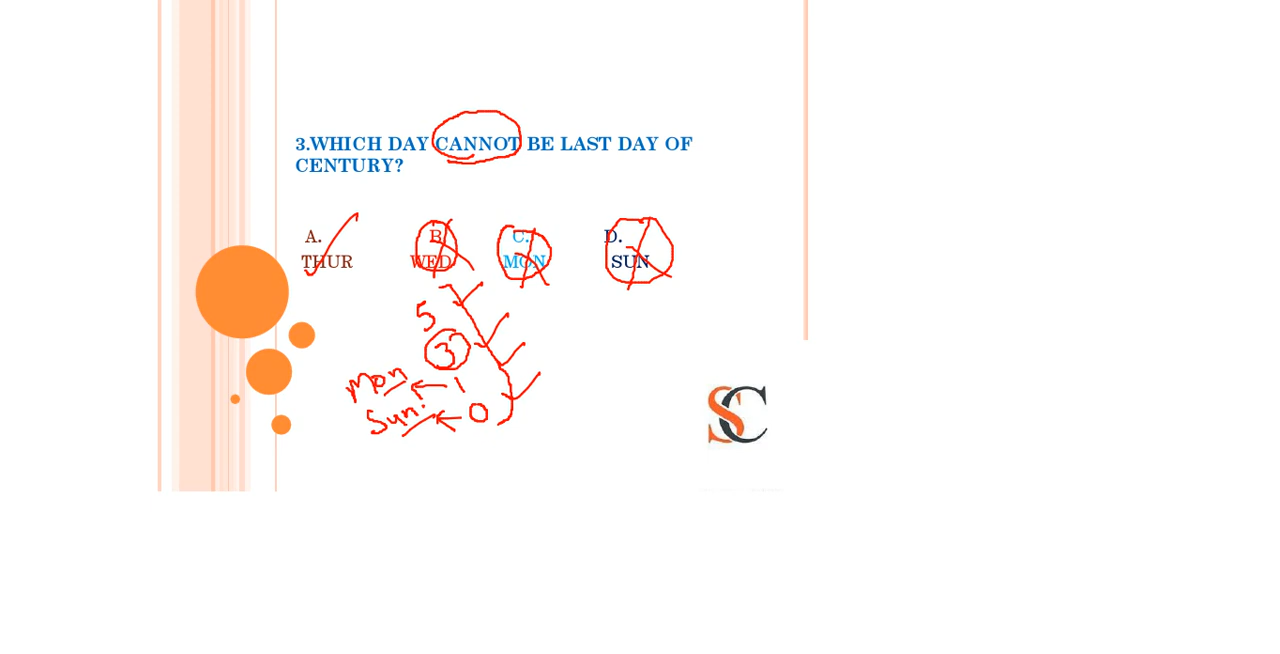 3.WHICH DAY CANNOT BE LAST DAY OF
CENTURY?
A. B. C. D.
THUR WED MON SUN
5
3
Mon ← 1
Sun ← 0
SC